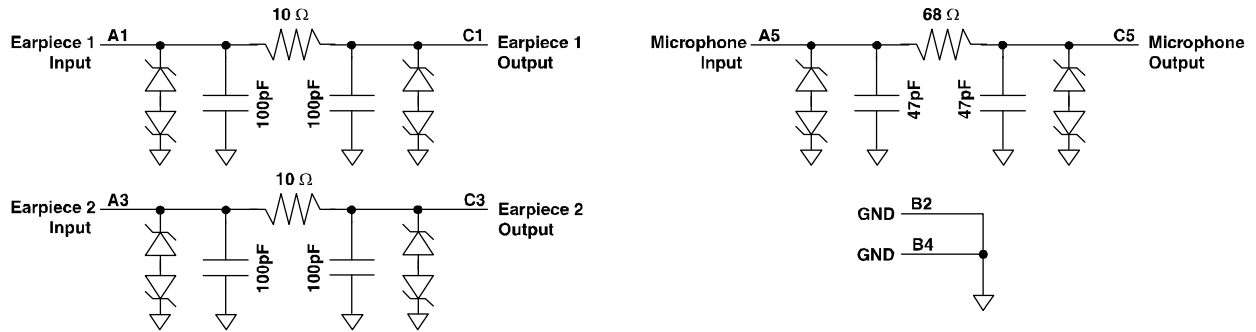 10 Ω
Earpiece 1
Input
A1
C1
Earpiece 1
Output
100pF
100pF
68 Ω
Microphone
Input
A5
C5
Microphone
Output
47pF
47pF
10 Ω
Earpiece 2
Input
A3
C3
Earpiece 2
Output
100pF
100pF
GND
B2
GND
B4